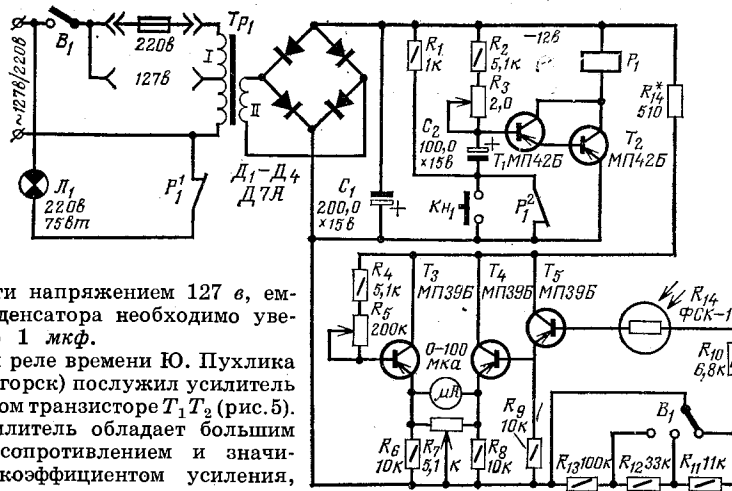 В₁
220в
127в
Тр₁
I
II
~127в/220в
Л₁
220в
75вт
Р₁¹
Д₁–Д₄
Д7Я
С₁
200,0
×15в
R₁
1к
R₂
5,1к
R₃
2,0
–12в
Р₁
R*₁₄
510
С₂
100,0
×15в
Т₁ МП42Б
Т₂
МП42Б
Кн₁
Р₁²
ти напряжением 127 в, ем-
денсатора необходимо уве-
1 мкф.
реле времени Ю. Пухлика
горск) послужил усилитель
ом транзисторе Т₁Т₂ (рис. 5).
илитель обладает большим
сопротивлением и значи-
коэффициентом усиления,
R₄
5,1к
R₅
200к
Т₃
МП39Б
Т₄
МП39Б
Т₅
МП39Б
0–100
мка
μА
R₁₄
ФСК-1
R₁₀
6,8к
R₆
10к
R₇
5,1
к
R₈
10к
R₉
10к
В₁
R₁₃ 100к
R₁₂ 33к
R₁₁ 11к